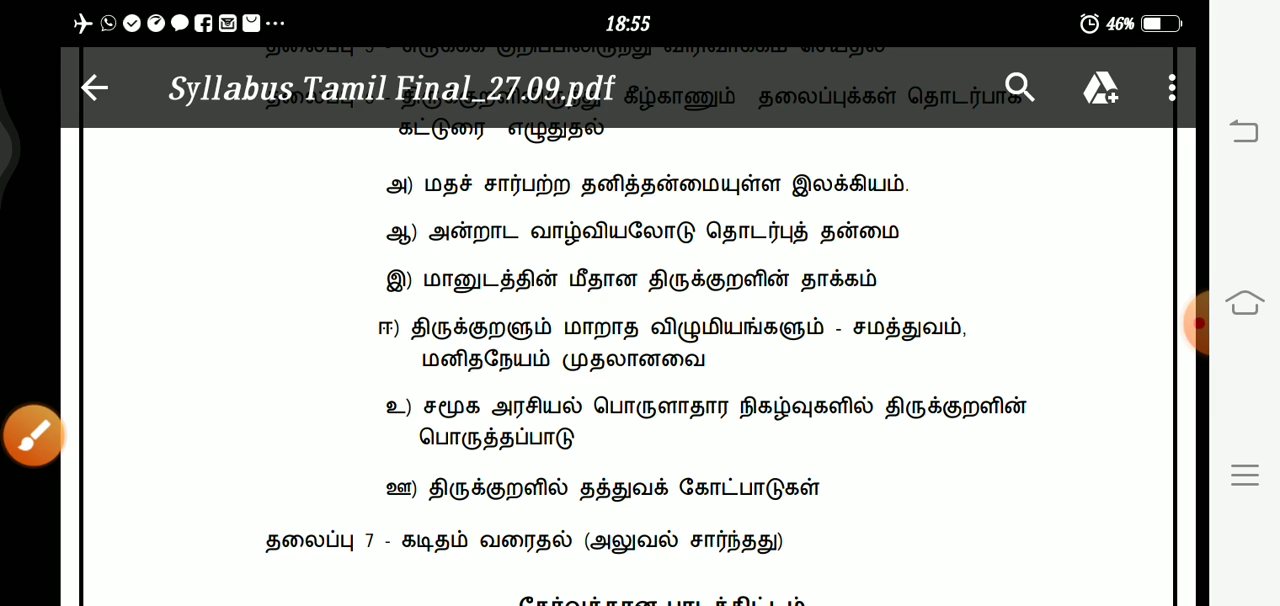 18:55
46%
Syllabus Tamil Final_27.09.pdf
கீழ்காணும் தலைப்புக்கள் தொடர்பாக
கட்டுரை எழுதுதல்
அ) மதச் சார்பற்ற தனித்தன்மையுள்ள இலக்கியம்.
ஆ) அன்றாட வாழ்வியலோடு தொடர்புத் தன்மை
இ) மானுடத்தின் மீதான திருக்குறளின் தாக்கம்
ஈ) திருக்குறளும் மாறாத விழுமியங்களும் - சமத்துவம்,
மனிதநேயம் முதலானவை
உ) சமூக அரசியல் பொருளாதார நிகழ்வுகளில் திருக்குறளின்
பொருத்தப்பாடு
ஊ) திருக்குறளில் தத்துவக் கோட்பாடுகள்
தலைப்பு 7 - கடிதம் வரைதல் (அலுவல் சார்ந்தது)